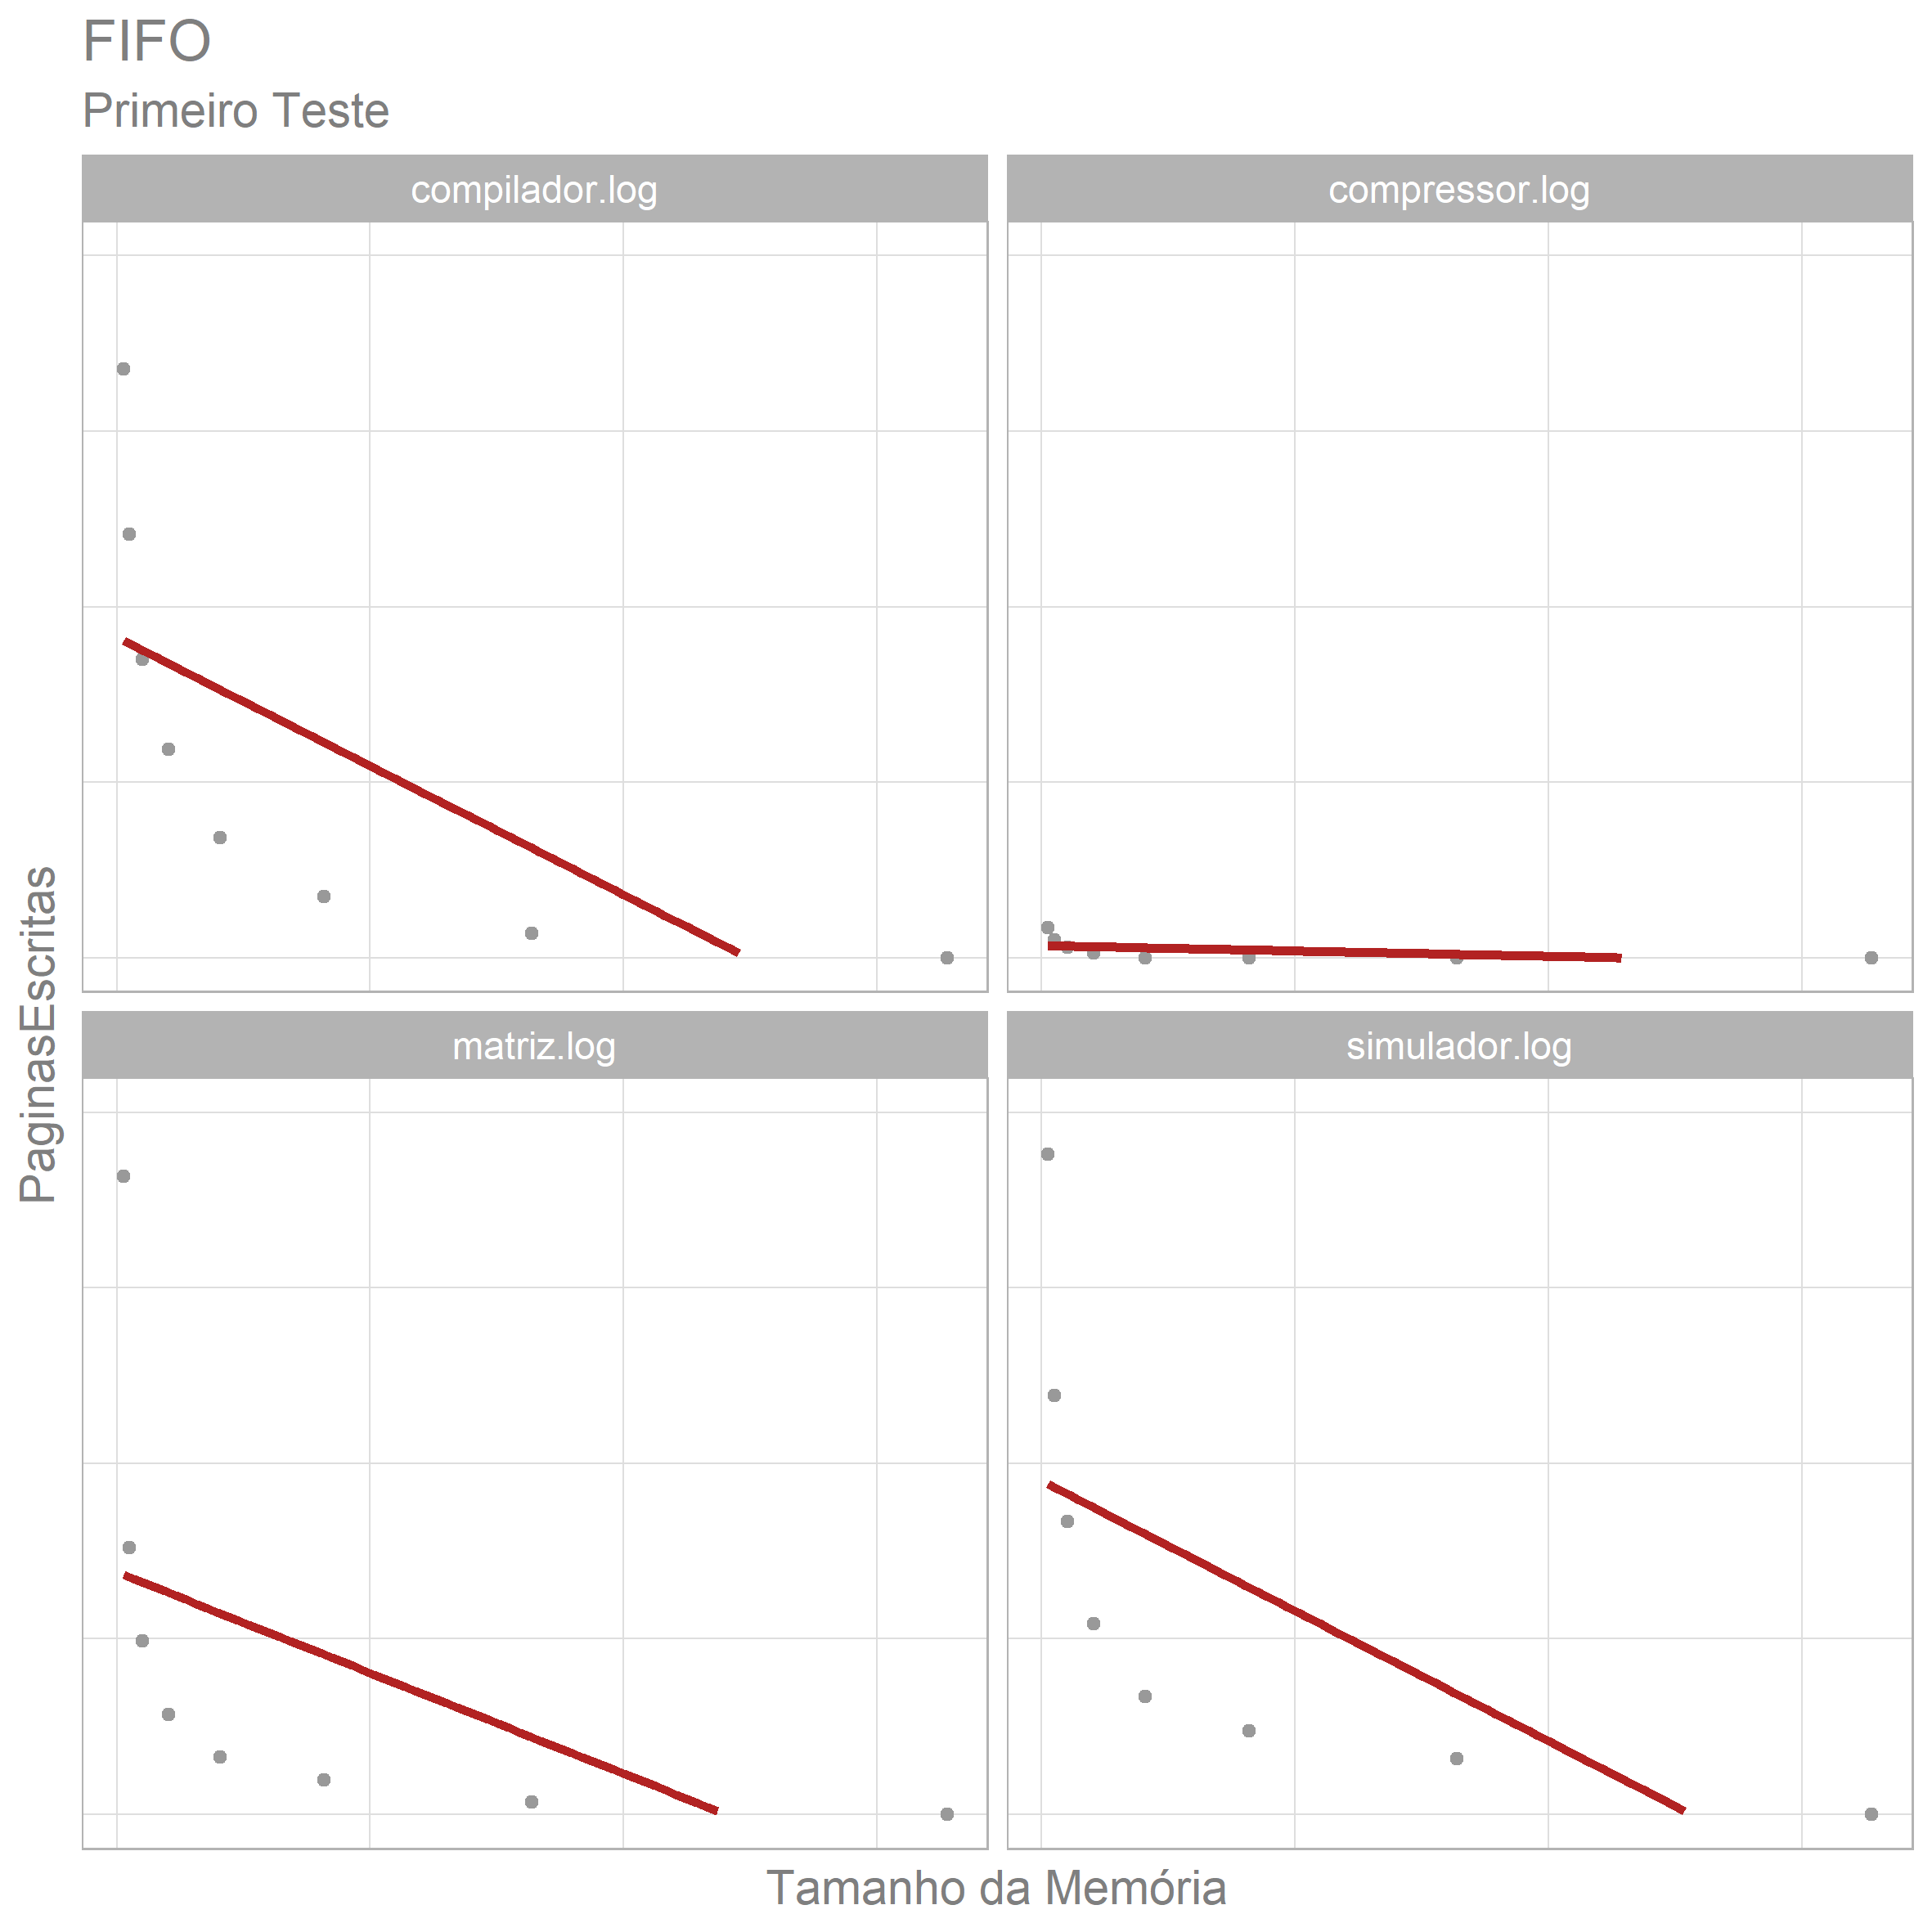 FIFO
Primeiro Teste
compilador.log
compressor.log
PaginasEscritas
matriz.log
simulador.log
Tamanho da Memória